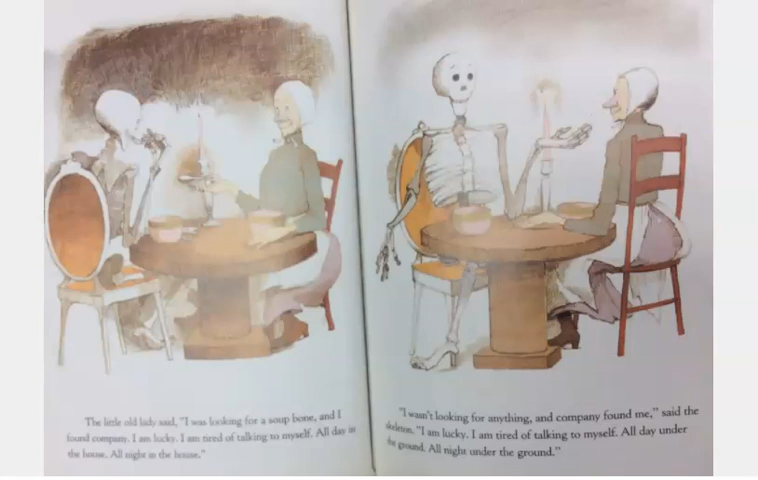 The little old lady said, "I was looking for a soup bone, and I
found company. I am lucky. I am tired of talking to myself. All day in
the house. All night in the house."
"I wasn't looking for anything, and company found me," said the
skeleton. "I am lucky. I am tired of talking to myself. All day under
the ground. All night under the ground."